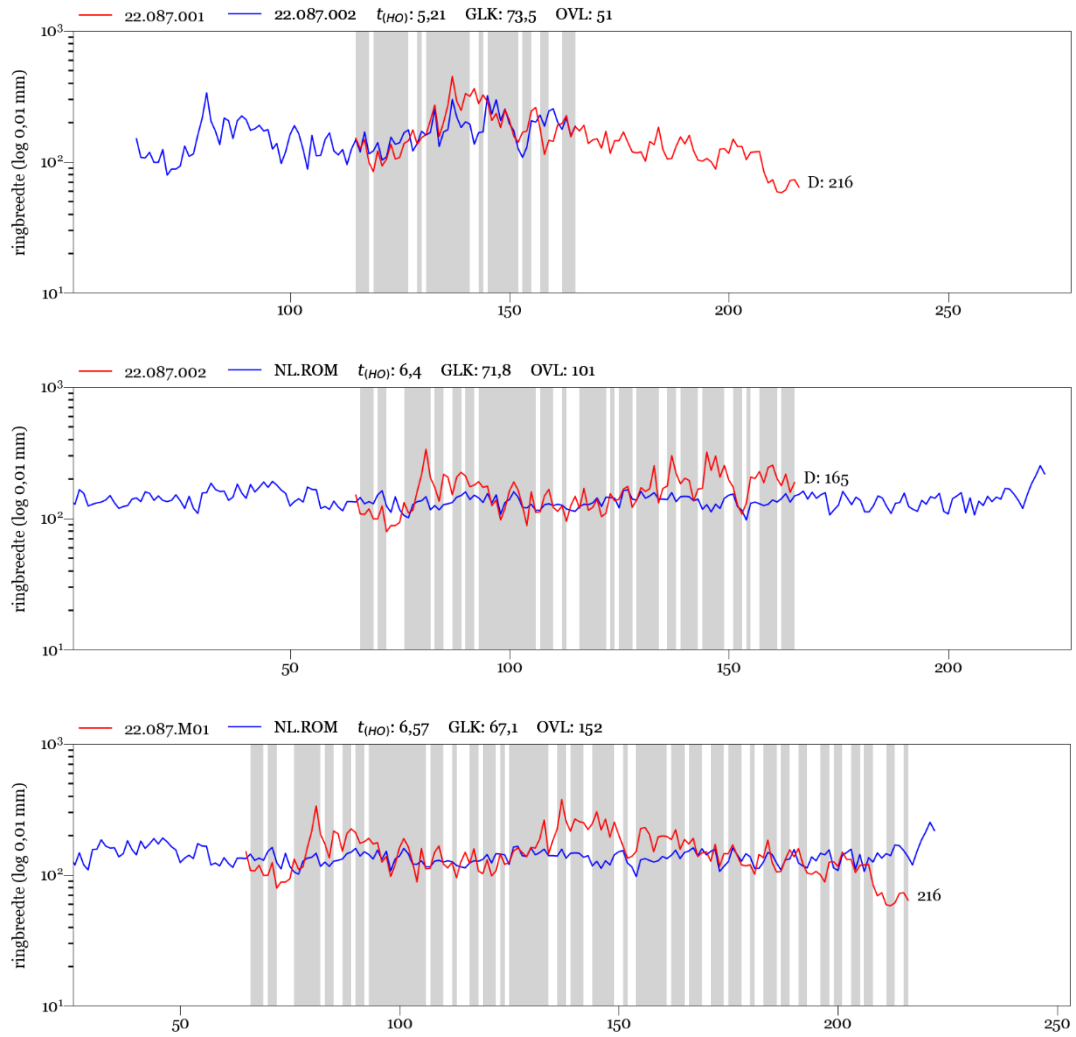 22.087.001 22.087.002 t(HO): 5,21 GLK: 73,5 OVL: 51
10³
10²
10¹
ringbreedte (log 0,01 mm)
D: 216
100 150 200 250
22.087.002 NL.ROM t(HO): 6,4 GLK: 71,8 OVL: 101
10³
10²
10¹
ringbreedte (log 0,01 mm)
D: 165
50 100 150 200
22.087.M01 NL.ROM t(HO): 6,57 GLK: 67,1 OVL: 152
10³
10²
10¹
ringbreedte (log 0,01 mm)
216
50 100 150 200 250